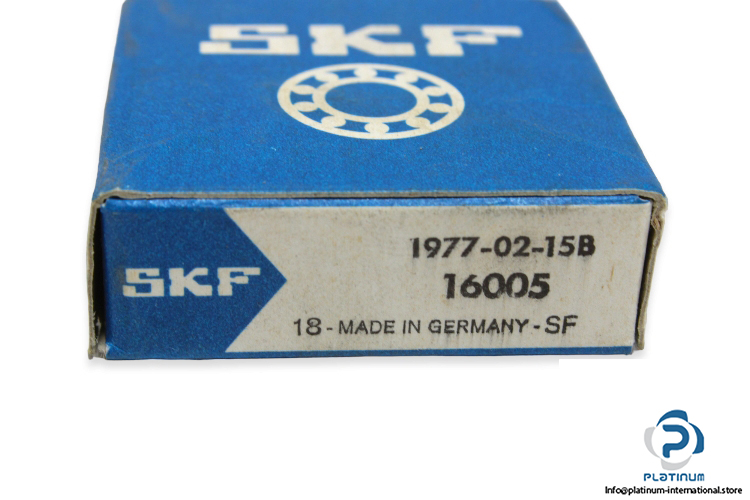 SKF
SKF
1977-02-15B
16005
18-MADE IN GERMANY-SF
PLATINUM
Info@platinum-international.store